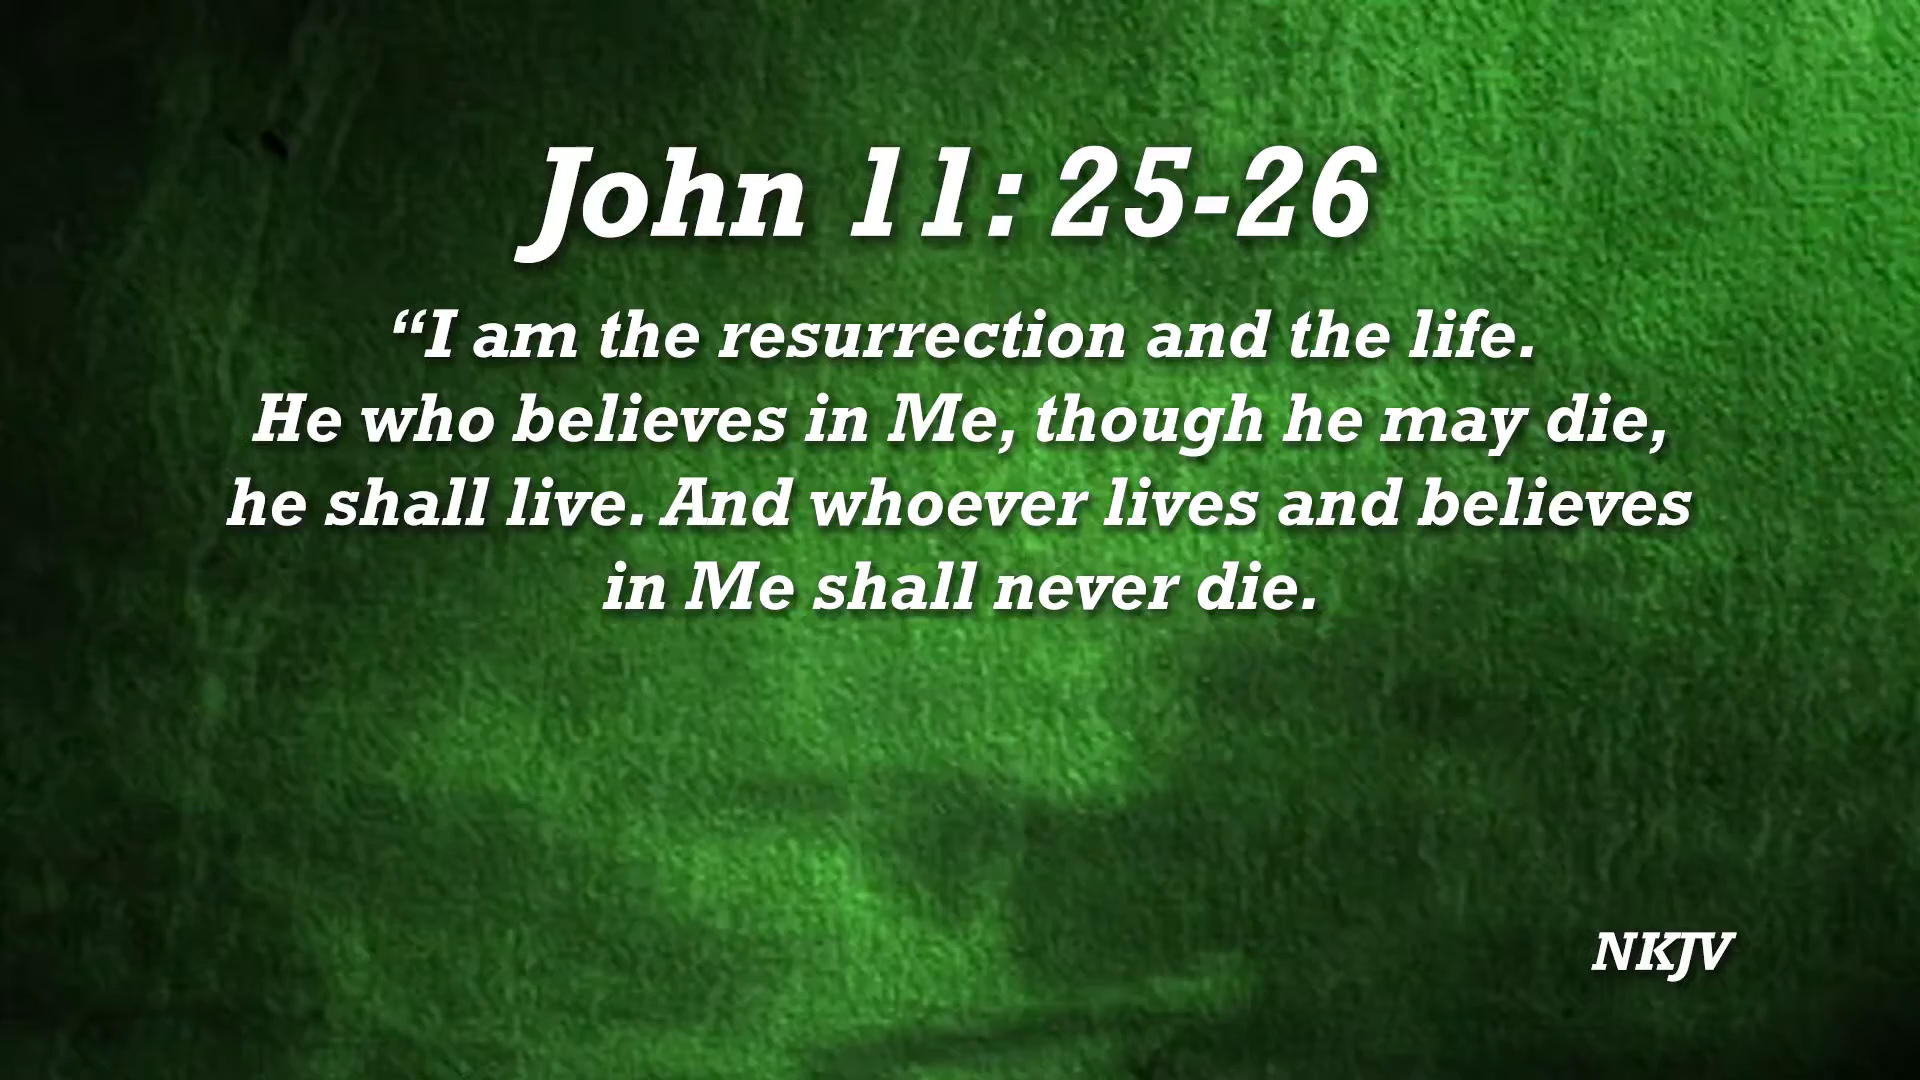 John 11: 25-26
“I am the resurrection and the life.
He who believes in Me, though he may die,
he shall live. And whoever lives and believes
in Me shall never die.
NKJV